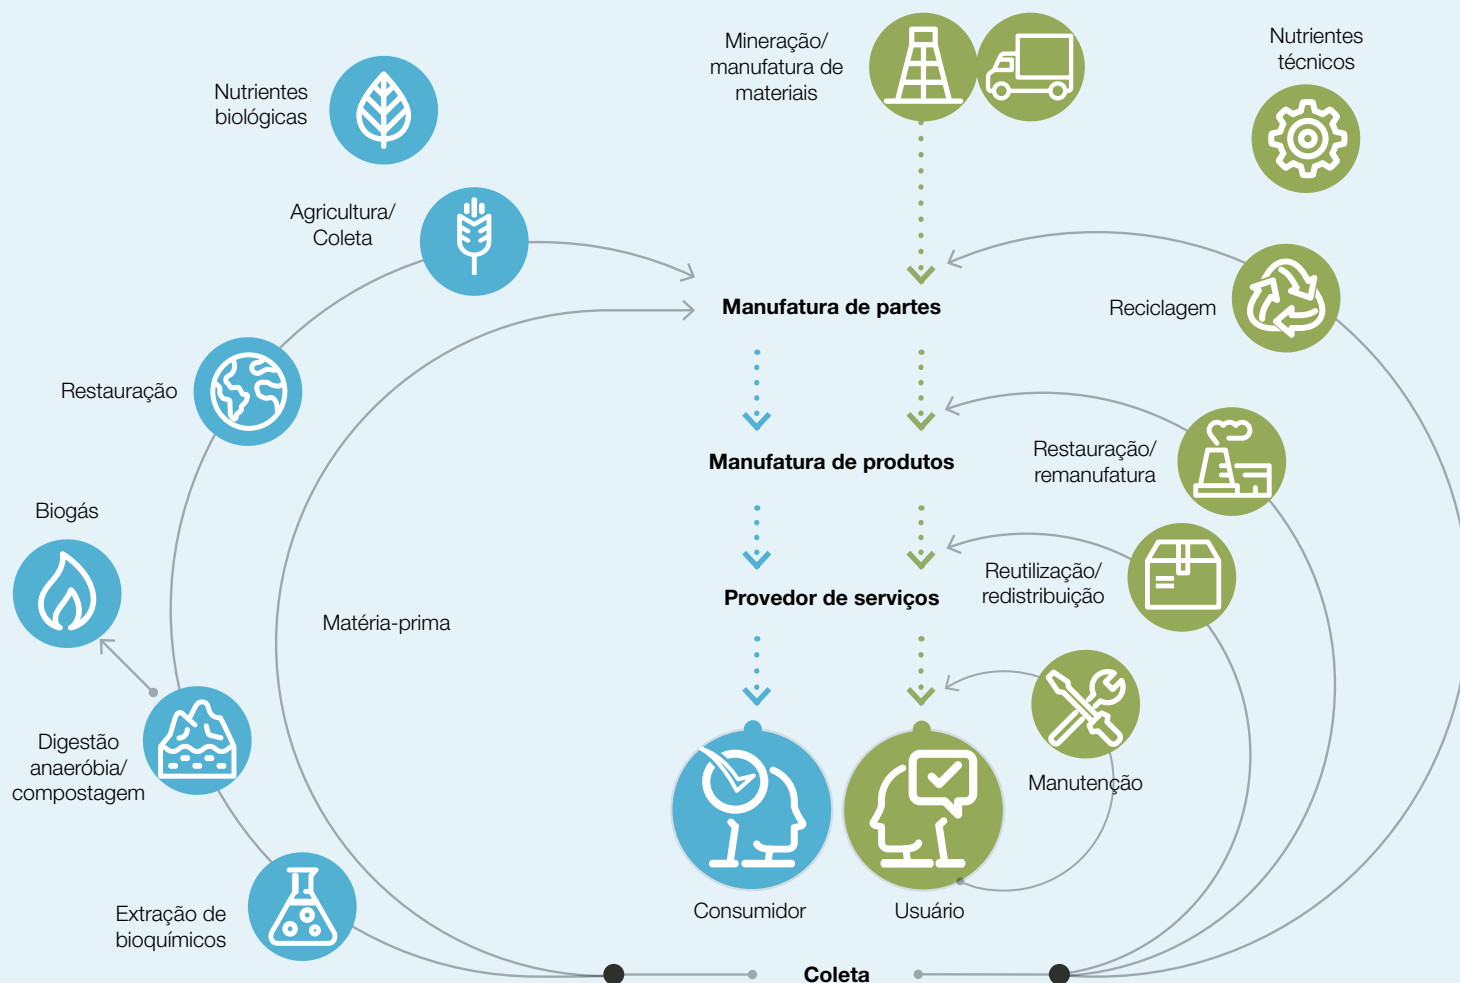 Mineração/
manufatura de
materiais
Nutrientes
técnicos
Nutrientes
biológicas
Agricultura/
Coleta
Manufatura de partes
Reciclagem
Restauração
Manufatura de produtos
Restauração/
remanufatura
Biogás
Reutilização/
redistribuição
Provedor de serviços
Matéria-prima
Digestão
anaeróbia/
compostagem
Manutenção
Extração de
bioquímicos
Consumidor
Usuário
Coleta